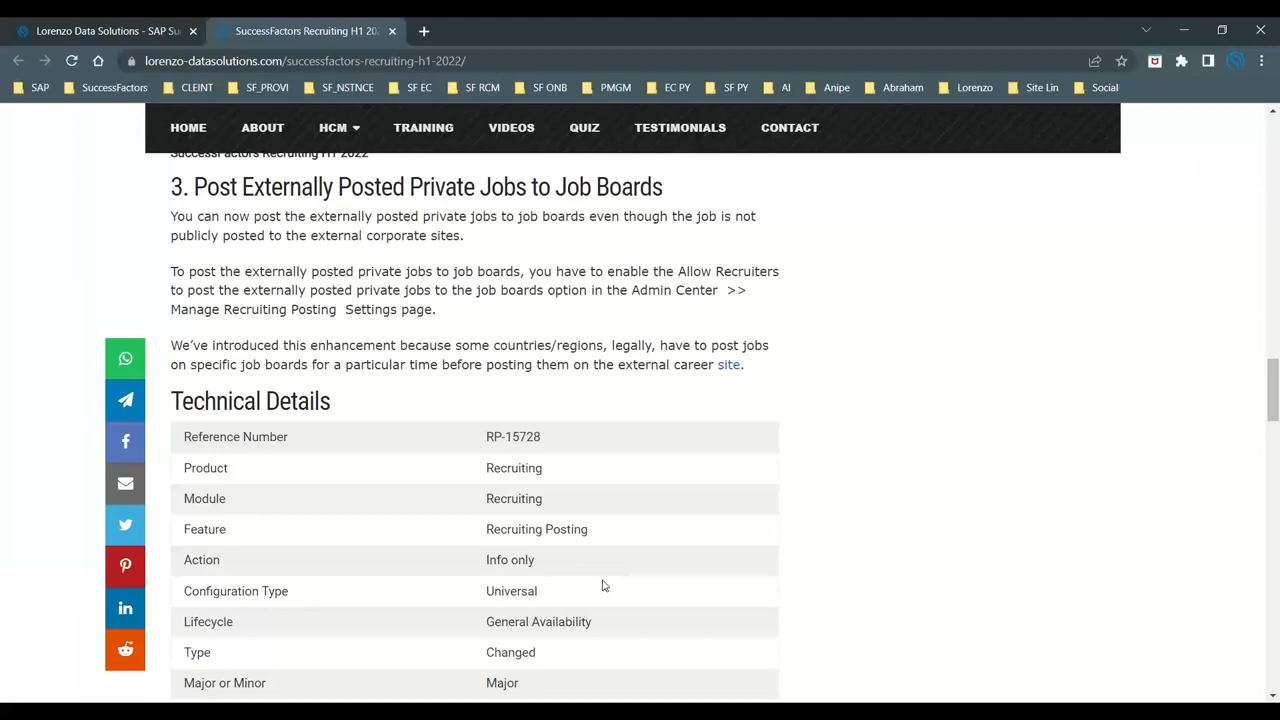 Lorenzo Data Solutions - SAP Su
SuccessFactors Recruiting H1 202
lorenzo-datasolutions.com/successfactors-recruiting-h1-2022/
SAP SuccessFactors CLEINT SF_PROVI SF_NSTNCE SF EC SF RCM SF ONB PMGM EC PY SF PY AI Anipe Abraham Lorenzo Site Lin Social
HOME ABOUT HCM TRAINING VIDEOS QUIZ TESTIMONIALS CONTACT
SuccessFactors Recruiting H1 2022
3. Post Externally Posted Private Jobs to Job Boards
You can now post the externally posted private jobs to job boards even though the job is not
publicly posted to the external corporate sites.
To post the externally posted private jobs to job boards, you have to enable the Allow Recruiters
to post the externally posted private jobs to the job boards option in the Admin Center >>
Manage Recruiting Posting Settings page.
We’ve introduced this enhancement because some countries/regions, legally, have to post jobs
on specific job boards for a particular time before posting them on the external career site.
Technical Details
Reference Number RP-15728
Product Recruiting
Module Recruiting
Feature Recruiting Posting
Action Info only
Configuration Type Universal
Lifecycle General Availability
Type Changed
Major or Minor Major